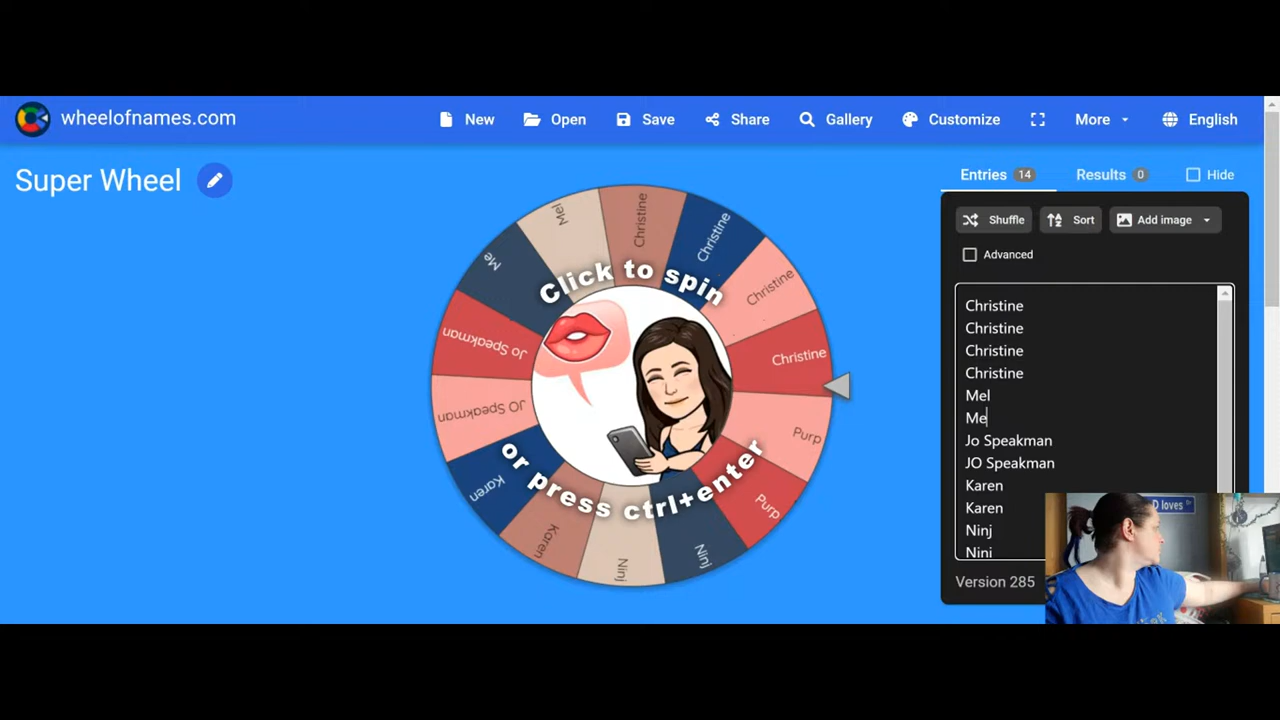 wheelofnames.com
New
Open
Save
Share
Gallery
Customize
More
English
Super Wheel
Entries 14
Results 0
Hide
Shuffle
Sort
Add image
Advanced
Christine
Christine
Christine
Christine
Mel
Me
Jo Speakman
JO Speakman
Karen
Karen
Ninj
Ninj
Version 285
Click to spin
or press ctrl+enter
Christine
Christine
Christine
Christine
Purp
Purp
Ninj
Ninj
Karen
Karen
JO Speakman
Jo Speakman
Me
Mel
D loves